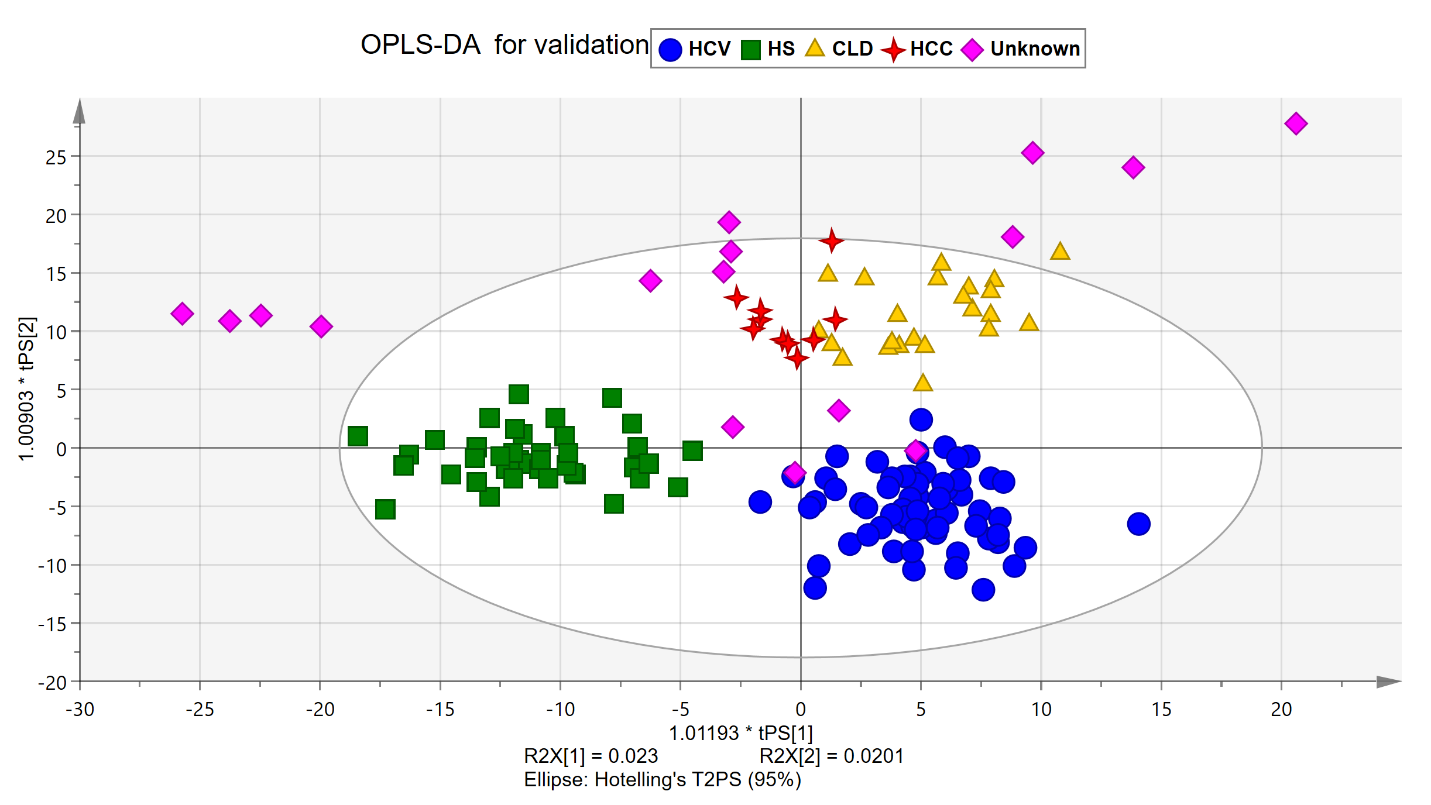 OPLS-DA for validation HCV HS CLD HCC Unknown
25
20
15
10
5
0
-5
-10
-15
-20
1.00903 * tPS[2]
-30 -25 -20 -15 -10 -5 0 5 10 15 20
1.01193 * tPS[1]
R2X[1] = 0.023 R2X[2] = 0.0201
Ellipse: Hotelling's T2PS (95%)